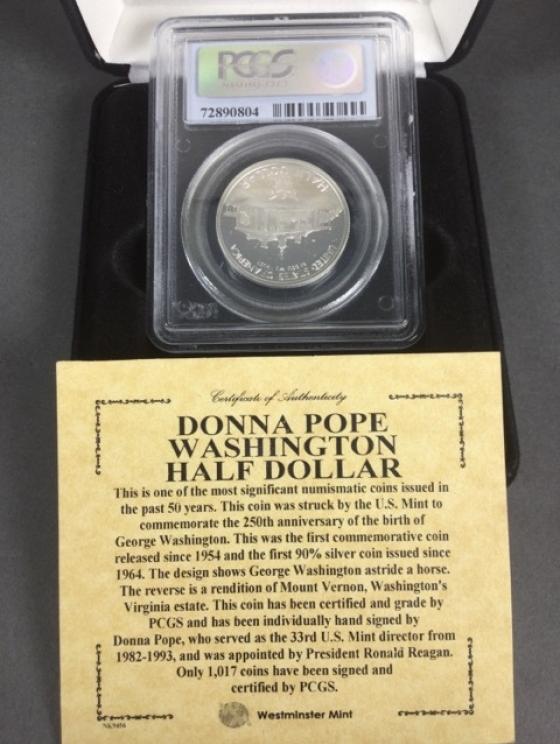 PCGS
72890804
HALF DOLLAR
UNITED STATES OF AMERICA
Certificate of Authenticity
DONNA POPE
WASHINGTON
HALF DOLLAR
This is one of the most significant numismatic coins issued in
the past 50 years. This coin was struck by the U.S. Mint to
commemorate the 250th anniversary of the birth of
George Washington. This was the first commemorative coin
released since 1954 and the first 90% silver coin issued since
1964. The design shows George Washington astride a horse.
The reverse is a rendition of Mount Vernon, Washington's
Virginia estate. This coin has been certified and grade by
PCGS and has been individually hand signed by
Donna Pope, who served as the 33rd U.S. Mint director from
1982-1993, and was appointed by President Ronald Reagan.
Only 1,017 coins have been signed and
certified by PCGS.
Westminster Mint